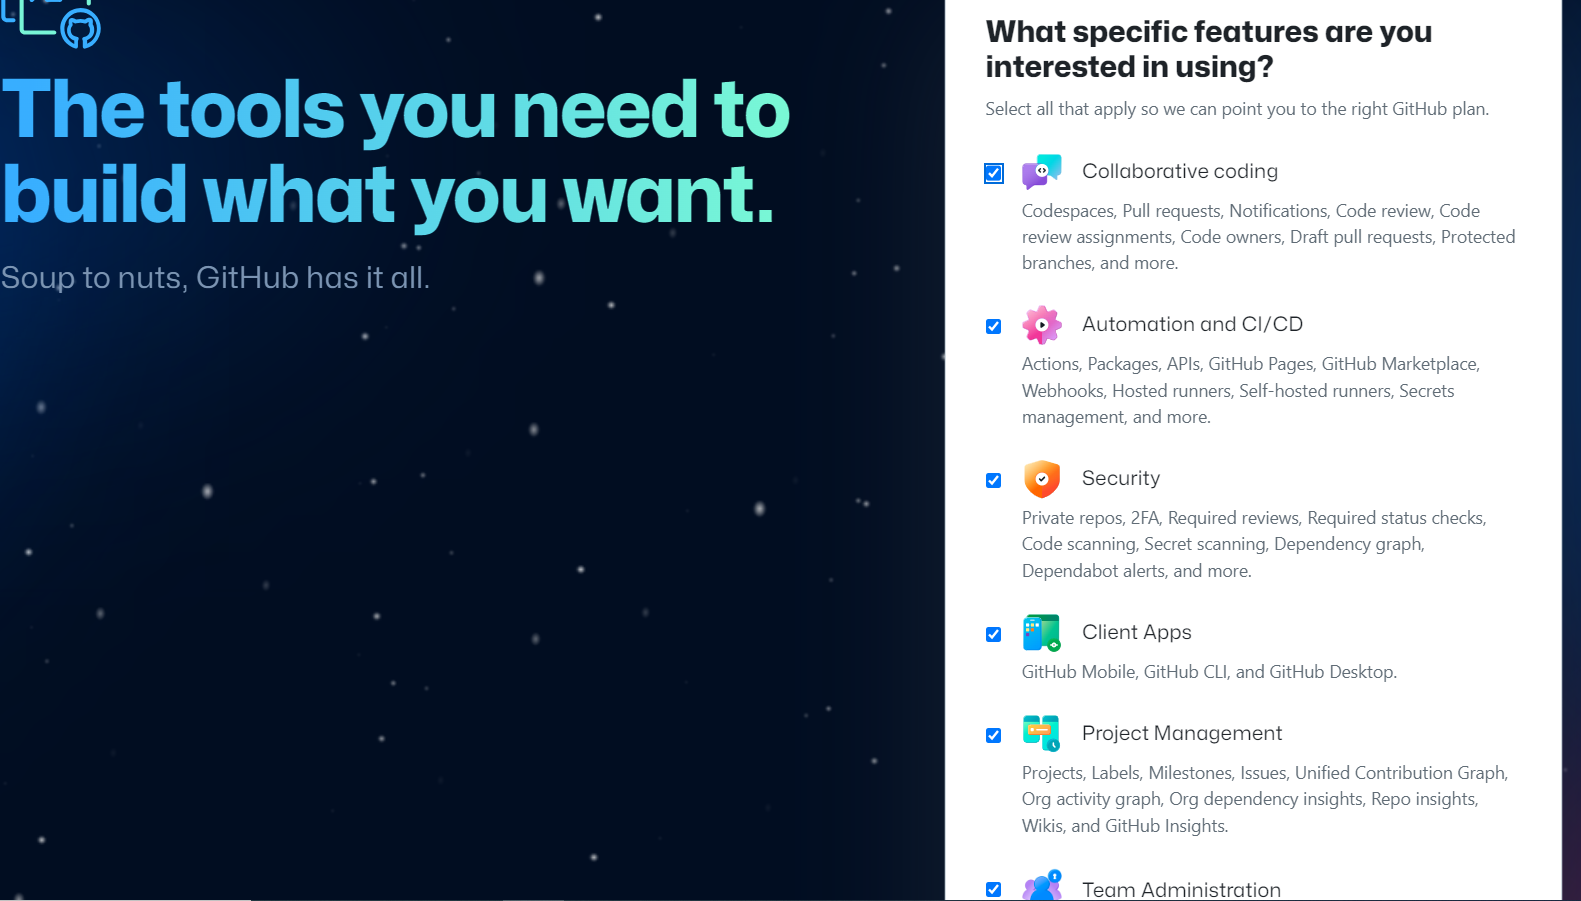 The tools you need to
build what you want.
Soup to nuts, GitHub has it all.
What specific features are you
interested in using?
Select all that apply so we can point you to the right GitHub plan.
Collaborative coding
Codespaces, Pull requests, Notifications, Code review, Code
review assignments, Code owners, Draft pull requests, Protected
branches, and more.
Automation and CI/CD
Actions, Packages, APIs, GitHub Pages, GitHub Marketplace,
Webhooks, Hosted runners, Self-hosted runners, Secrets
management, and more.
Security
Private repos, 2FA, Required reviews, Required status checks,
Code scanning, Secret scanning, Dependency graph,
Dependabot alerts, and more.
Client Apps
GitHub Mobile, GitHub CLI, and GitHub Desktop.
Project Management
Projects, Labels, Milestones, Issues, Unified Contribution Graph,
Org activity graph, Org dependency insights, Repo insights,
Wikis, and GitHub Insights.
Team Administration